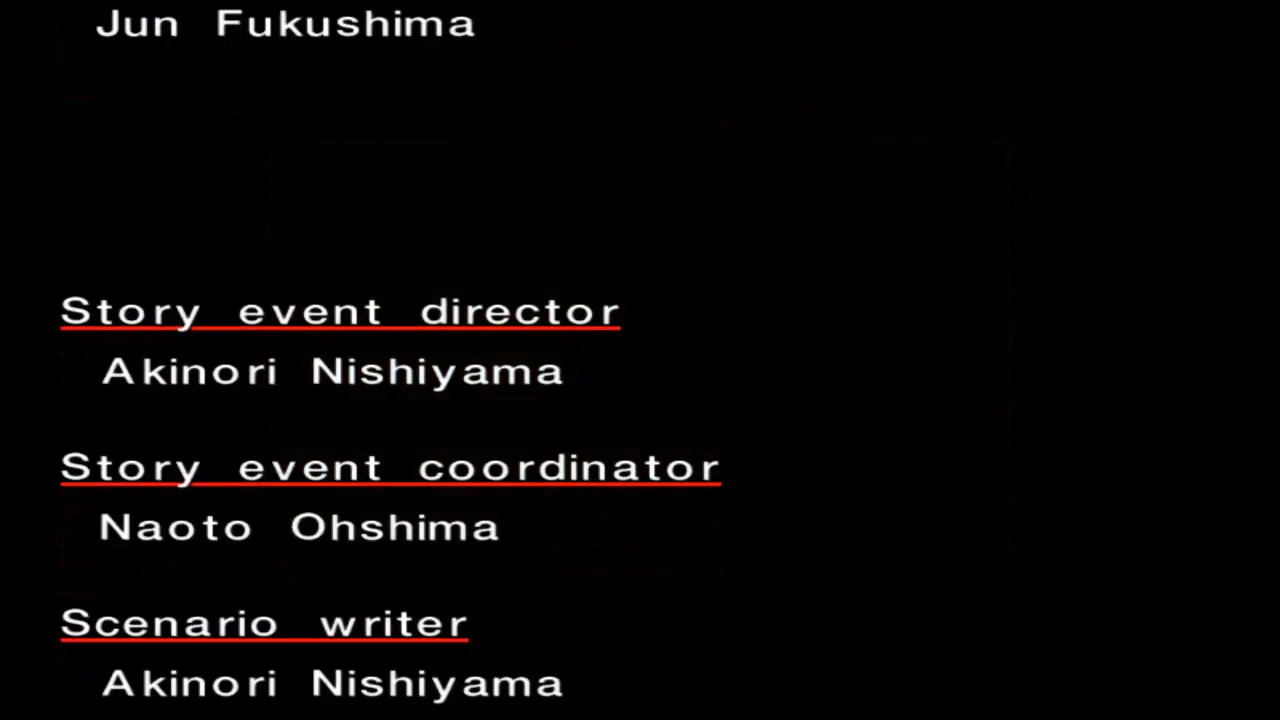 Jun Fukushima
Story event director
Akinori Nishiyama
Story event coordinator
Naoto Ohshima
Scenario writer
Akinori Nishiyama